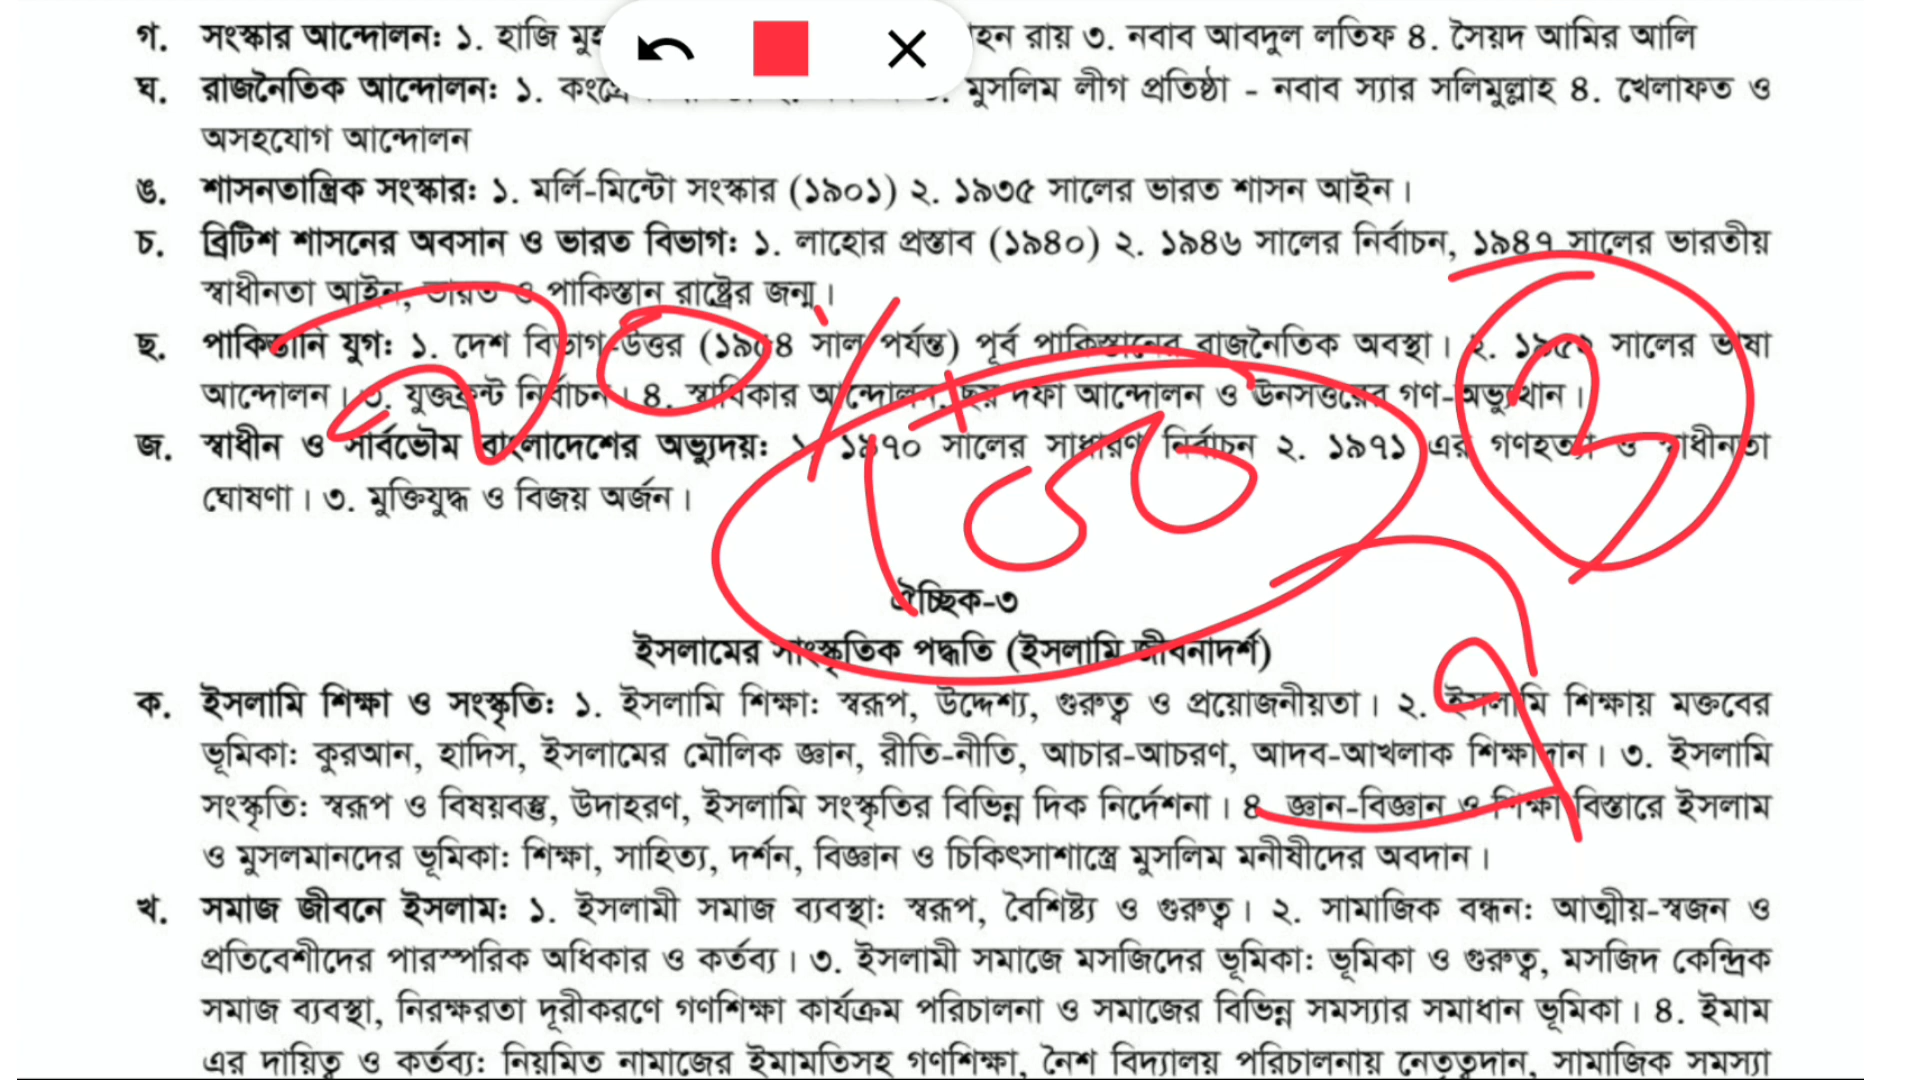 গ. সংস্কার আন্দোলন: ১. হাজি রায় ৩. নবাব আবদুল লতিফ ৪. সৈয়দ আমির আলি
ঘ. রাজনৈতিক আন্দোলন: ১. মুসলিম লীগ প্রতিষ্ঠা - নবাব স্যার সলিমুল্লাহ ৪. খেলাফত ও
অসহযোগ আন্দোলন
ঙ. শাসনতান্ত্রিক সংস্কার: ১. মর্লি-মিন্টো সংস্কার (১৯০১) ২. ১৯৩৫ সালের ভারত শাসন আইন।
চ. ব্রিটিশ শাসনের অবসান ও ভারত বিভাগ: ১. লাহোর প্রস্তাব (১৯৪০) ২. ১৯৪৬ সালের নির্বাচন, ১৯৪৭ সালের ভারতীয়
স্বাধীনতা আইন, ভারত ও পাকিস্তান রাষ্ট্রের জন্ম।
ছ. পাকিস্তানি যুগ: ১. দেশ বিভাগ-উত্তর (১৯৫৪ সাল পর্যন্ত) পূর্ব পাকিস্তানের রাজনৈতিক অবস্থা। ২. ১৯৫২ সালের ভাষা
আন্দোলন। ৩. যুক্তফ্রন্ট নির্বাচন। ৪. স্বাধিকার আন্দোলন, ছয় দফা আন্দোলন ও ঊনসত্তরের গণ-অভ্যুত্থান।
জ. স্বাধীন ও সার্বভৌম বাংলাদেশের অভ্যুদয়: ১. ১৯৭০ সালের সাধারণ নির্বাচন ২. ১৯৭১ এর গণহত্যা ও স্বাধীনতা
ঘোষণা। ৩. মুক্তিযুদ্ধ ও বিজয় অর্জন।
ঐচ্ছিক-৩
ইসলামের সাংস্কৃতিক পদ্ধতি (ইসলামি জীবনাদর্শ)
ক. ইসলামি শিক্ষা ও সংস্কৃতি: ১. ইসলামি শিক্ষা: স্বরূপ, উদ্দেশ্য, গুরুত্ব ও প্রয়োজনীয়তা। ২. ইসলামি শিক্ষায় মক্তবের
ভূমিকা: কুরআন, হাদিস, ইসলামের মৌলিক জ্ঞান, রীতি-নীতি, আচার-আচরণ, আদব-আখলাক শিক্ষাদান। ৩. ইসলামি
সংস্কৃতি: স্বরূপ ও বিষয়বস্তু, উদাহরণ, ইসলামি সংস্কৃতির বিভিন্ন দিক নির্দেশনা। ৪. জ্ঞান-বিজ্ঞান ও শিক্ষা বিস্তারে ইসলাম
ও মুসলমানদের ভূমিকা: শিক্ষা, সাহিত্য, দর্শন, বিজ্ঞান ও চিকিৎসাশাস্ত্রে মুসলিম মনীষীদের অবদান।
খ. সমাজ জীবনে ইসলাম: ১. ইসলামী সমাজ ব্যবস্থা: স্বরূপ, বৈশিষ্ট্য ও গুরুত্ব। ২. সামাজিক বন্ধন: আত্মীয়-স্বজন ও
প্রতিবেশীদের পারস্পরিক অধিকার ও কর্তব্য। ৩. ইসলামী সমাজে মসজিদের ভূমিকা: ভূমিকা ও গুরুত্ব, মসজিদ কেন্দ্রিক
সমাজ ব্যবস্থা, নিরক্ষরতা দূরীকরণে গণশিক্ষা কার্যক্রম পরিচালনা ও সমাজের বিভিন্ন সমস্যার সমাধান ভূমিকা। ৪. ইমাম
এর দায়িত্ব ও কর্তব্য: নিয়মিত নামাজের ইমামতিসহ গণশিক্ষা, নৈশ বিদ্যালয় পরিচালনায় নেতৃত্বদান, সামাজিক সমস্যা